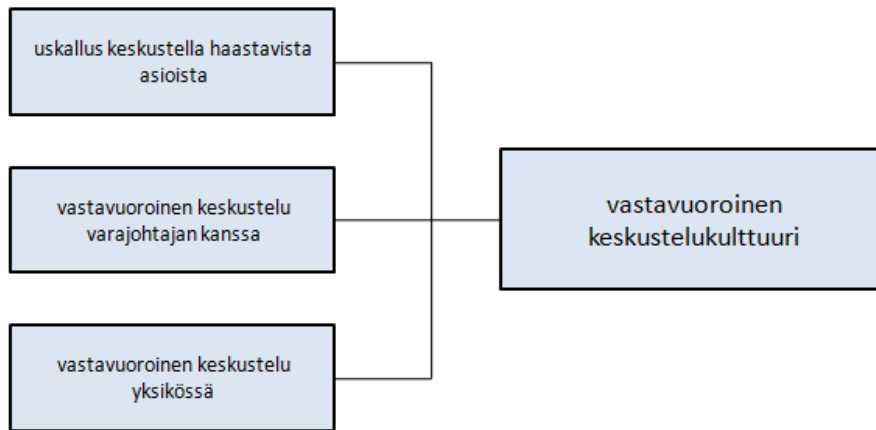 uskallus keskustella haastavista
asioista
vastavuoroinen keskustelu
varajohtajan kanssa
vastavuoroinen
keskustelukulttuuri
vastavuoroinen keskustelu
yksikössä